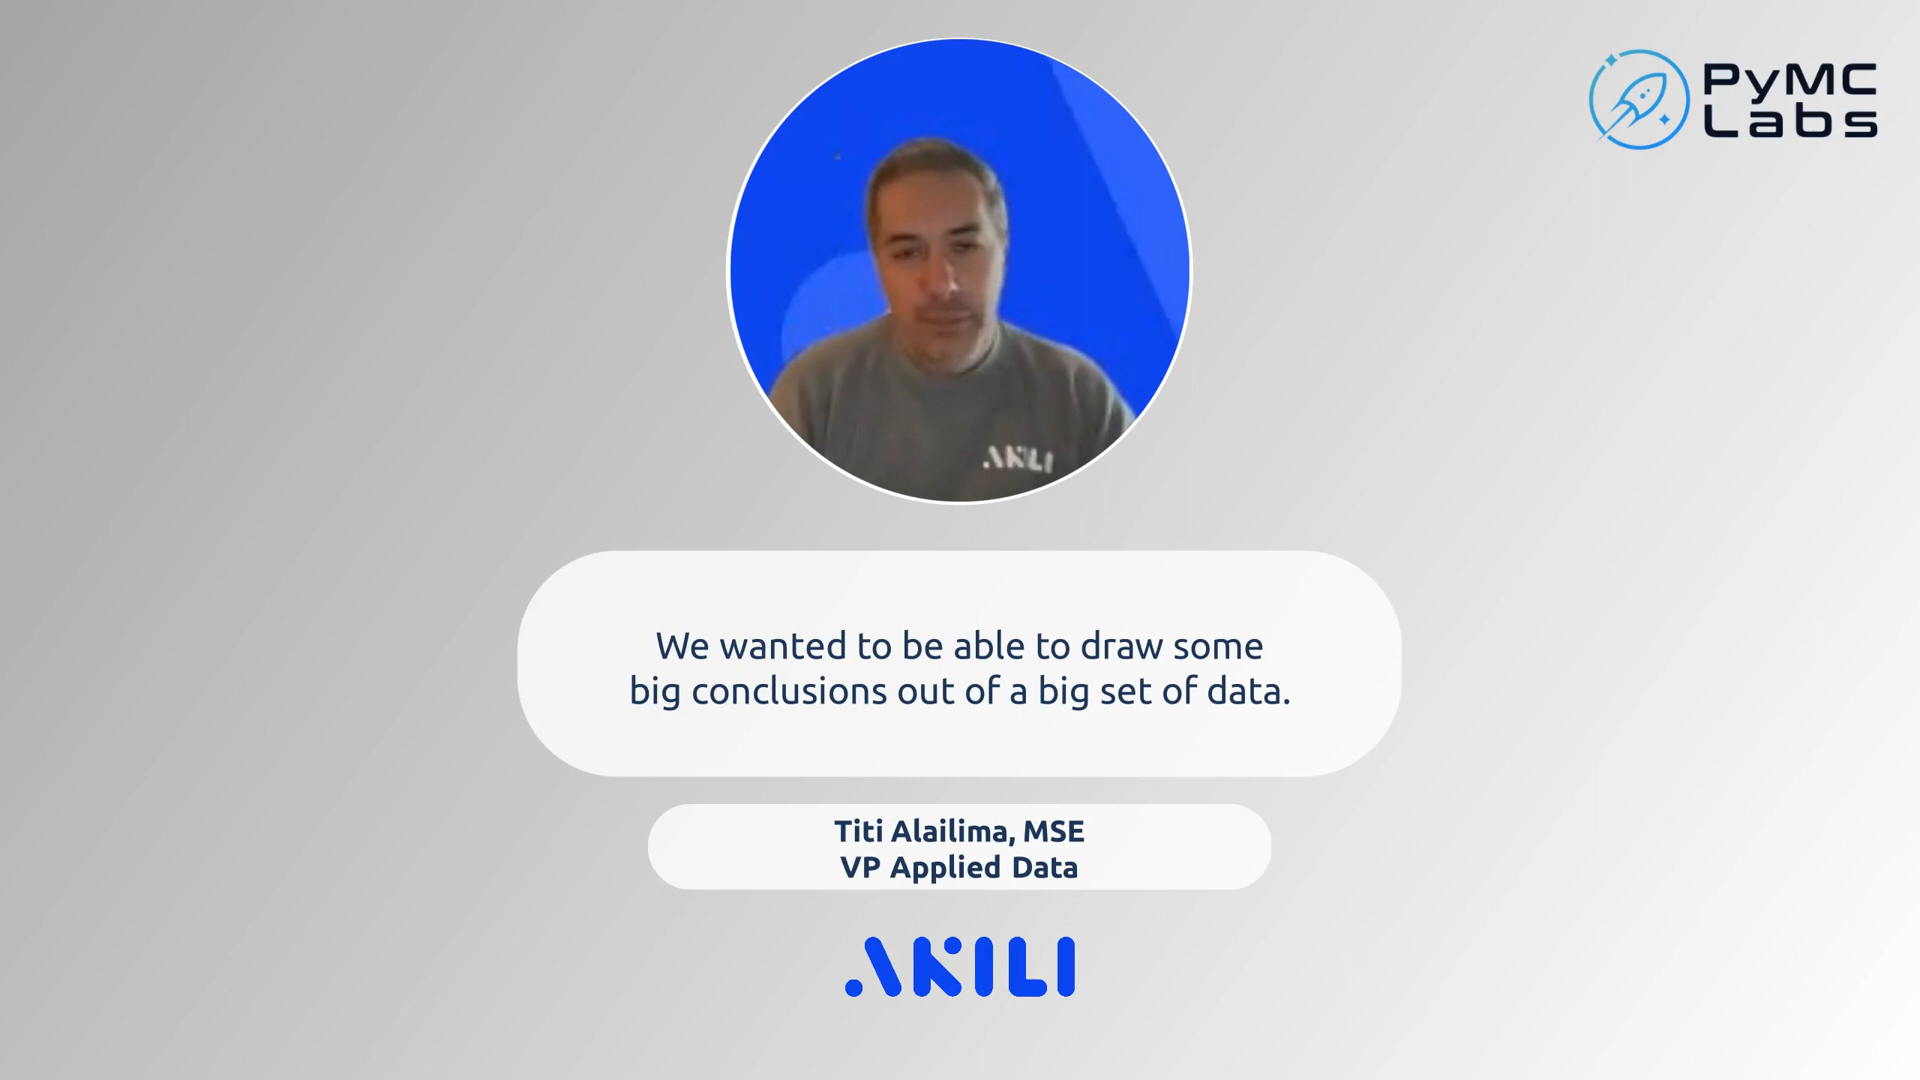 PyMC
Labs
AKILI
We wanted to be able to draw some
big conclusions out of a big set of data.
Titi Alailima, MSE
VP Applied Data
AKILI